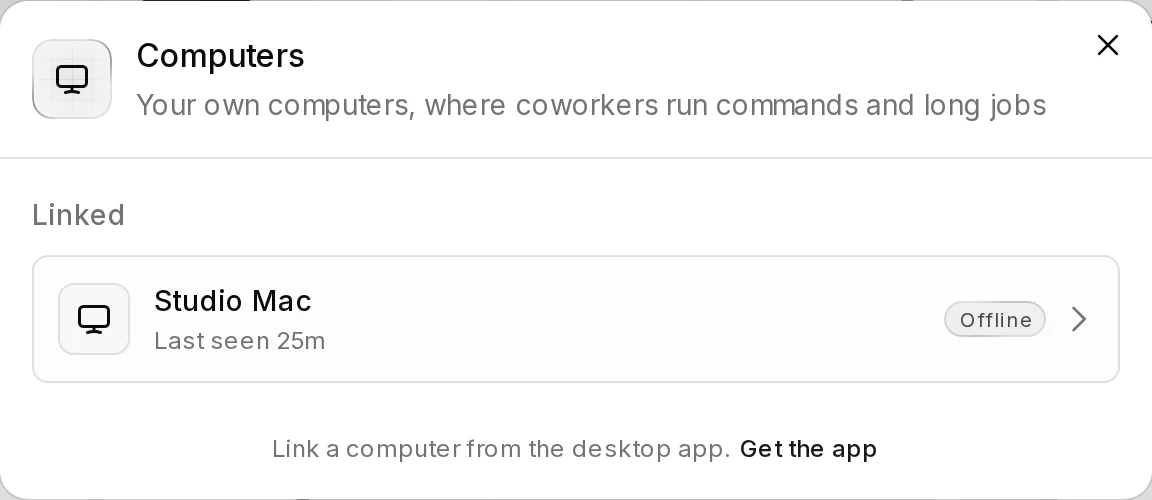 Computers
Your own computers, where coworkers run commands and long jobs
Linked
Studio Mac
Last seen 25m
Offline
Link a computer from the desktop app. Get the app